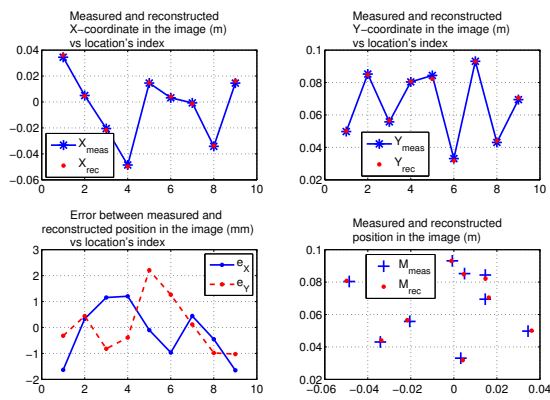 Measured and reconstructed
X−coordinate in the image (m)
vs location's index
0.04
0.02
0
−0.02
−0.04
−0.06
0 2 4 6 8 10
X_meas
X_rec
Measured and reconstructed
Y−coordinate in the image (m)
vs location's index
0.1
0.08
0.06
0.04
0.02
0 2 4 6 8 10
Y_meas
Y_rec
Error between measured and
reconstructed position in the image (mm)
vs location's index
3
2
1
0
−1
−2
0 2 4 6 8 10
e_X
e_Y
Measured and reconstructed
position in the image (m)
0.1
0.08
0.06
0.04
0.02
−0.06 −0.04 −0.02 0 0.02 0.04
M_meas
M_rec